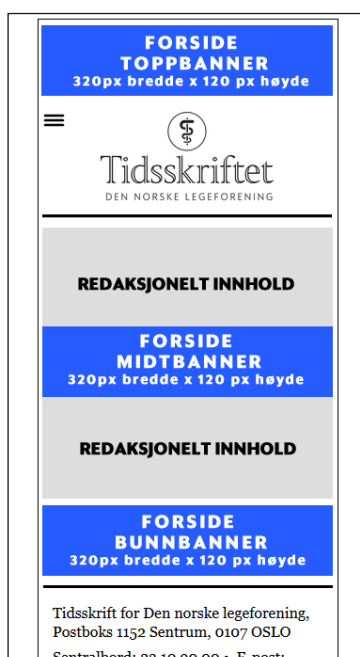 FORSIDE
TOPPBANNER
320px bredde x 120 px høyde
Tidsskriftet
DEN NORSKE LEGEFORENING
REDAKSJONELT INNHOLD
FORSIDE
MIDTBANNER
320px bredde x 120 px høyde
REDAKSJONELT INNHOLD
FORSIDE
BUNNBANNER
320px bredde x 120 px høyde
Tidsskrift for Den norske legeforening,
Postboks 1152 Sentrum, 0107 OSLO